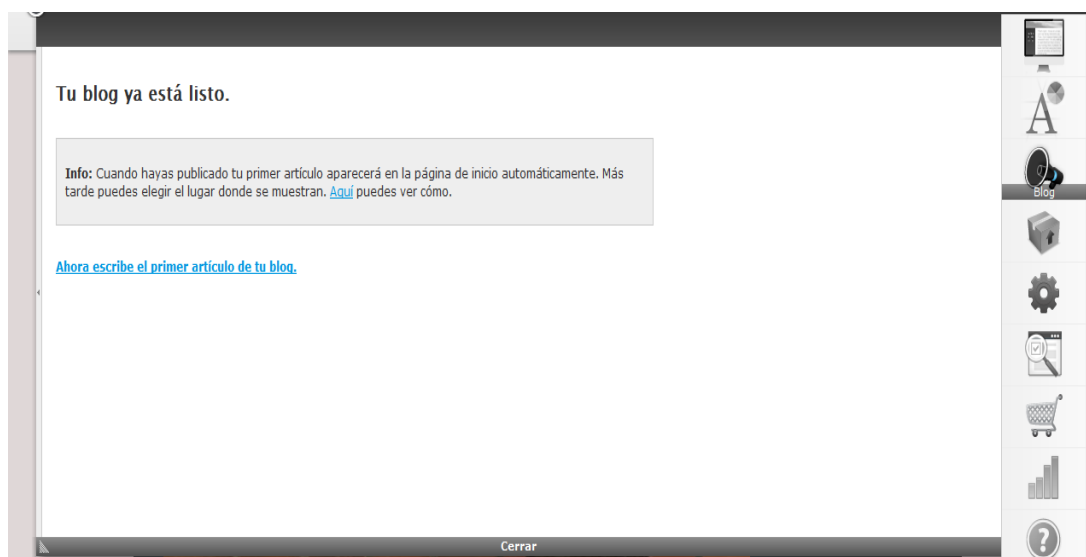 Tu blog ya está listo.
Info: Cuando hayas publicado tu primer artículo aparecerá en la página de inicio automáticamente. Más
tarde puedes elegir el lugar donde se muestran. Aquí puedes ver cómo.
Ahora escribe el primer artículo de tu blog.
Blog
Cerrar